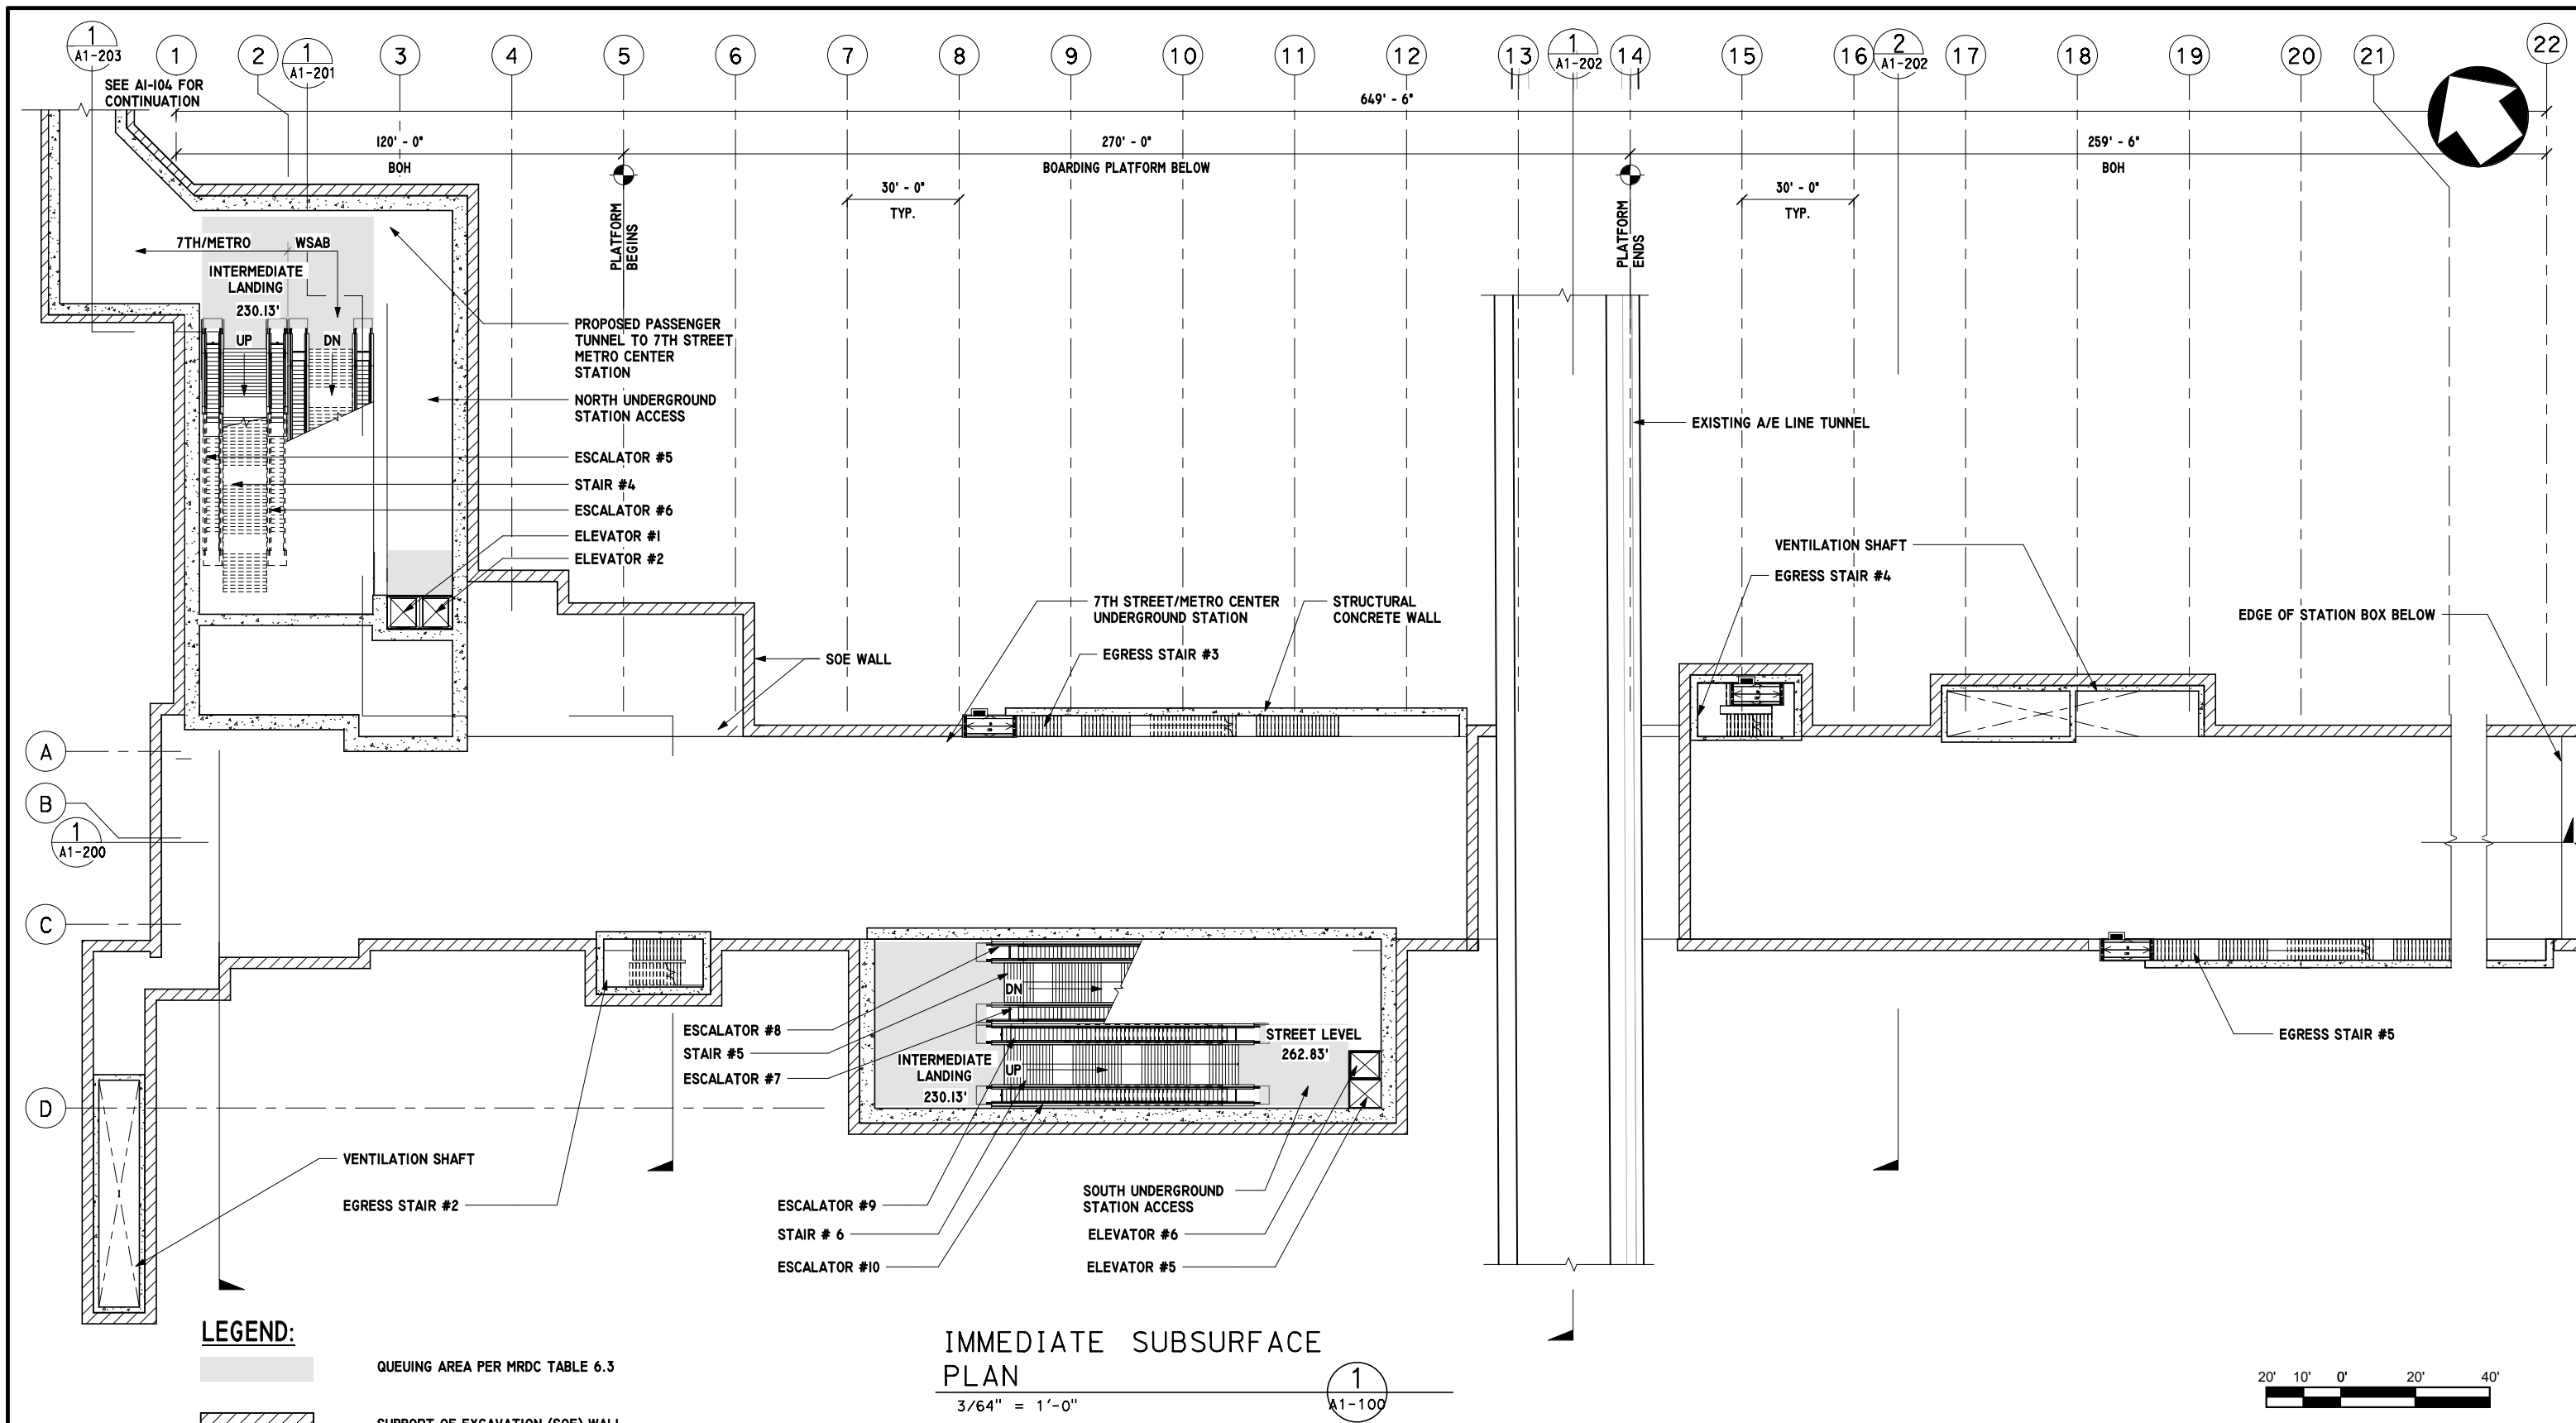 1
A1-203
1
2
1
A1-201
3
4
5
6
7
8
9
10
11
12
13
1
A1-202
14
15
16
2
A1-202
17
18
19
20
21
22
SEE A1-104 FOR
CONTINUATION
649' - 6"
120' - 0"
BOH
270' - 0"
BOARDING PLATFORM BELOW
259' - 6"
BOH
30' - 0"
TYP.
30' - 0"
TYP.
PLATFORM
BEGINS
PLATFORM
ENDS
7TH/METRO
WSAB
INTERMEDIATE
LANDING
230.13'
UP
DN
PROPOSED PASSENGER
TUNNEL TO 7TH STREET
METRO CENTER
STATION
NORTH UNDERGROUND
STATION ACCESS
ESCALATOR #5
STAIR #4
ESCALATOR #6
ELEVATOR #1
ELEVATOR #2
EXISTING A/E LINE TUNNEL
VENTILATION SHAFT
EGRESS STAIR #4
EDGE OF STATION BOX BELOW
7TH STREET/METRO CENTER
UNDERGROUND STATION
STRUCTURAL
CONCRETE WALL
EGRESS STAIR #3
SOE WALL
A
B
1
A1-200
C
D
ESCALATOR #8
STAIR #5
ESCALATOR #7
DN
UP
INTERMEDIATE
LANDING
230.13'
STREET LEVEL
262.83'
EGRESS STAIR #5
VENTILATION SHAFT
EGRESS STAIR #2
ESCALATOR #9
STAIR # 6
ESCALATOR #10
SOUTH UNDERGROUND
STATION ACCESS
ELEVATOR #6
ELEVATOR #5
LEGEND:
QUEUING AREA PER MRDC TABLE 6.3
SUPPORT OF EXCAVATION (SOE) WALL
IMMEDIATE SUBSURFACE
PLAN
3/64" = 1'-0"
1
A1-100
20' 10' 0' 20' 40'